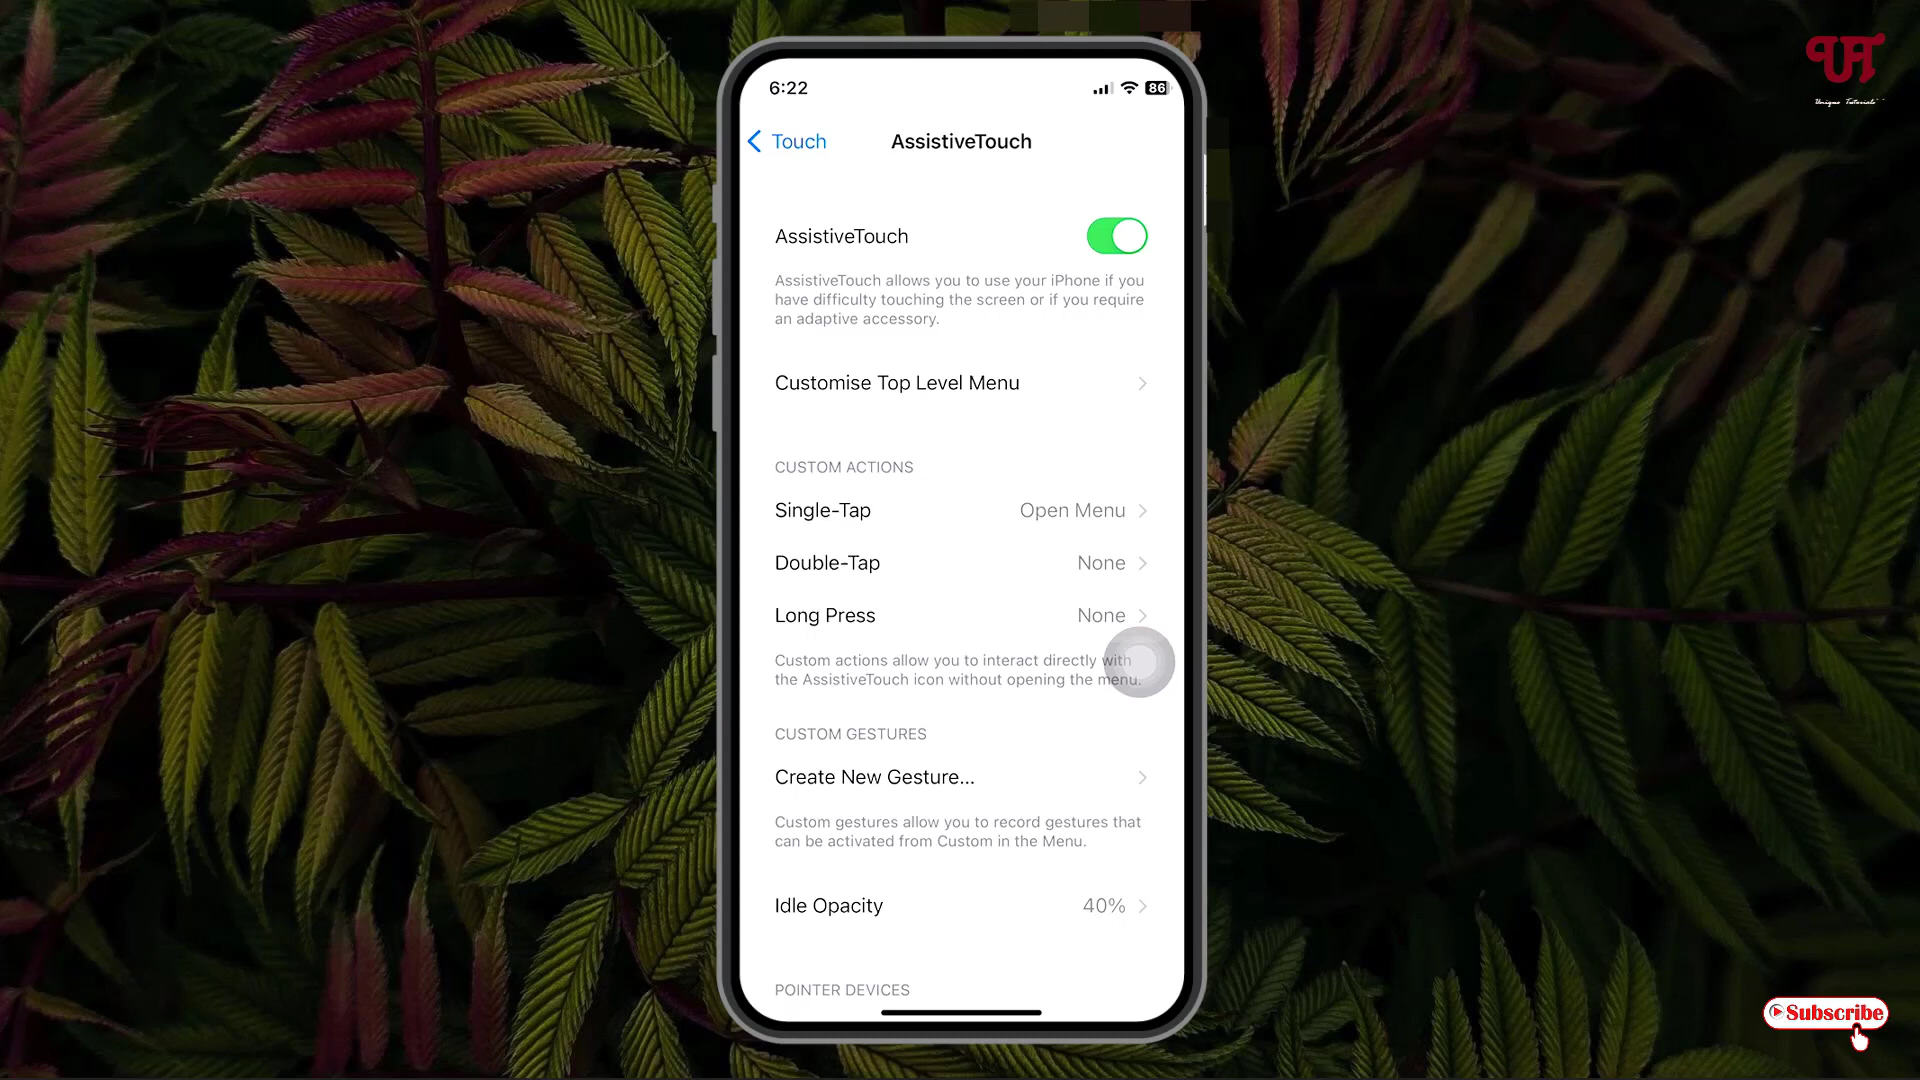 UT
Unique Tutorials
6:22
86
Touch
AssistiveTouch
AssistiveTouch
AssistiveTouch allows you to use your iPhone if you
have difficulty touching the screen or if you require
an adaptive accessory.
Customise Top Level Menu
CUSTOM ACTIONS
Single-Tap Open Menu
Double-Tap None
Long Press None
Custom actions allow you to interact directly with
the AssistiveTouch icon without opening the menu.
CUSTOM GESTURES
Create New Gesture...
Custom gestures allow you to record gestures that
can be activated from Custom in the Menu.
Idle Opacity 40%
POINTER DEVICES
Subscribe